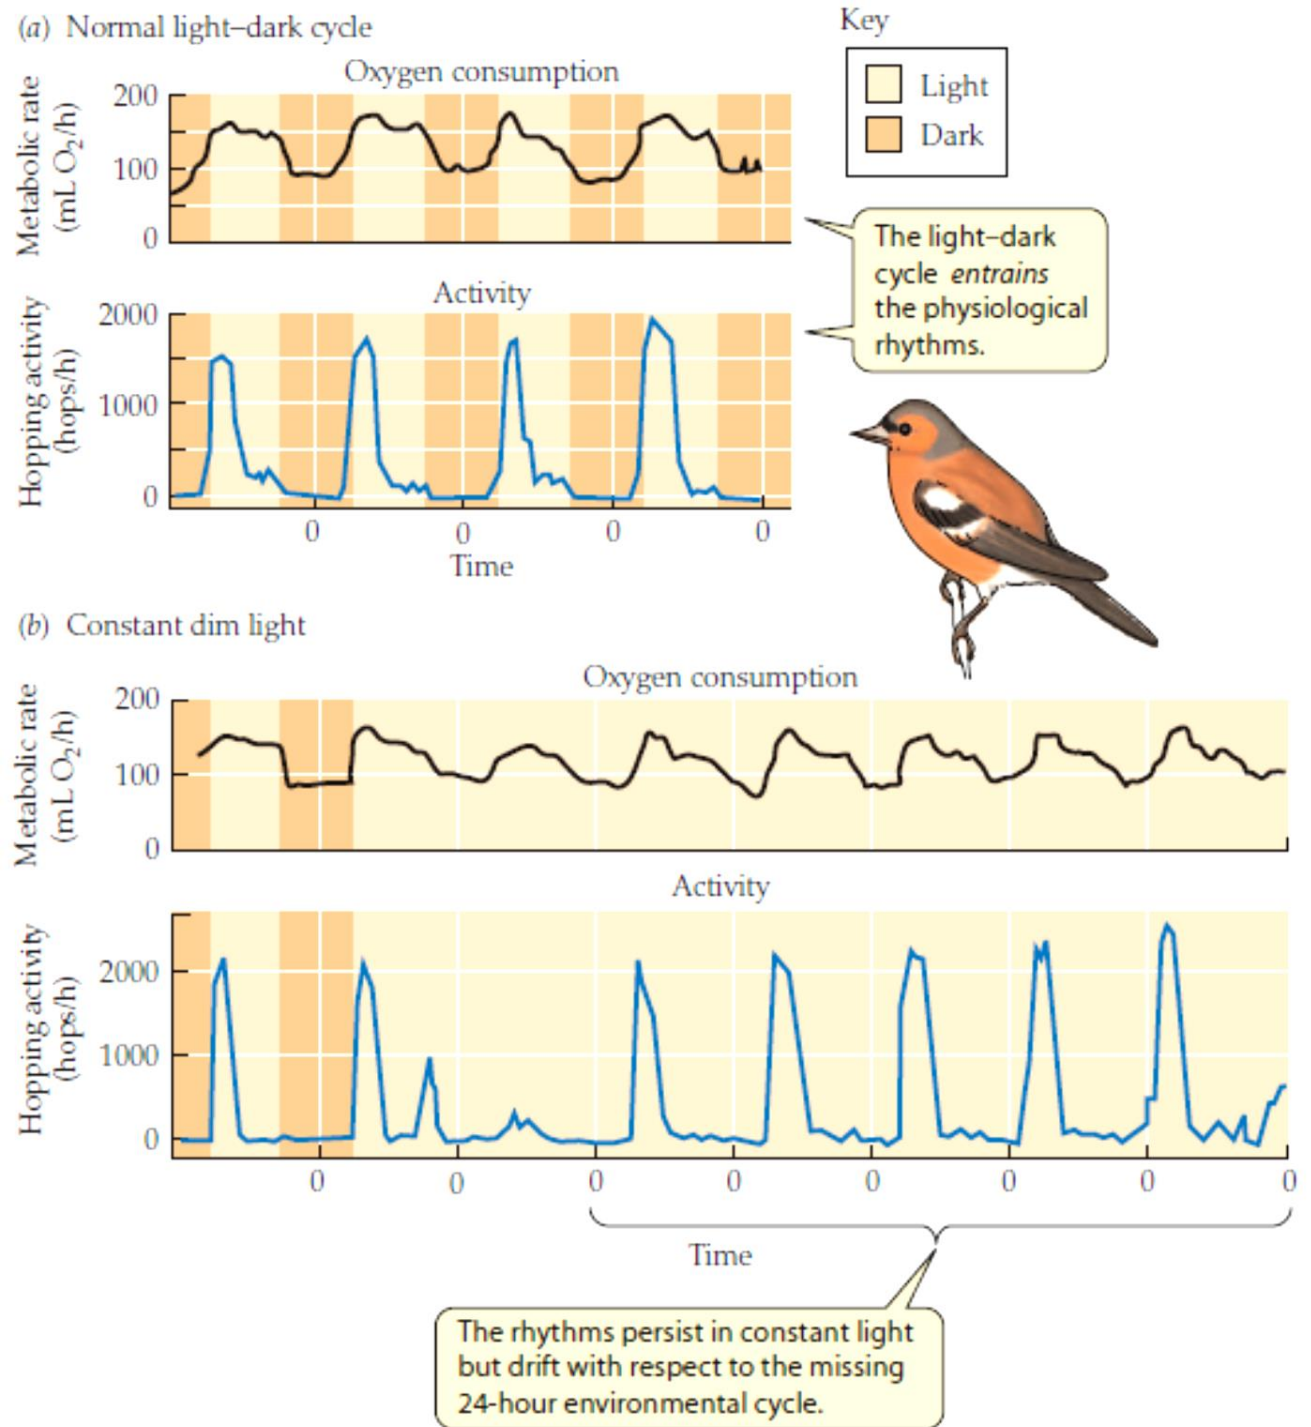 (a) Normal light–dark cycle
Key
Light
Dark
Oxygen consumption
Metabolic rate
(mL O₂/h)
200
100
0
The light–dark
cycle entrains
the physiological
rhythms.
Activity
Hopping activity
(hops/h)
2000
1000
0
0 0 0 0
Time
(b) Constant dim light
Oxygen consumption
Metabolic rate
(mL O₂/h)
200
100
0
Activity
Hopping activity
(hops/h)
2000
1000
0
0 0 0 0 0 0 0 0
Time
The rhythms persist in constant light
but drift with respect to the missing
24-hour environmental cycle.